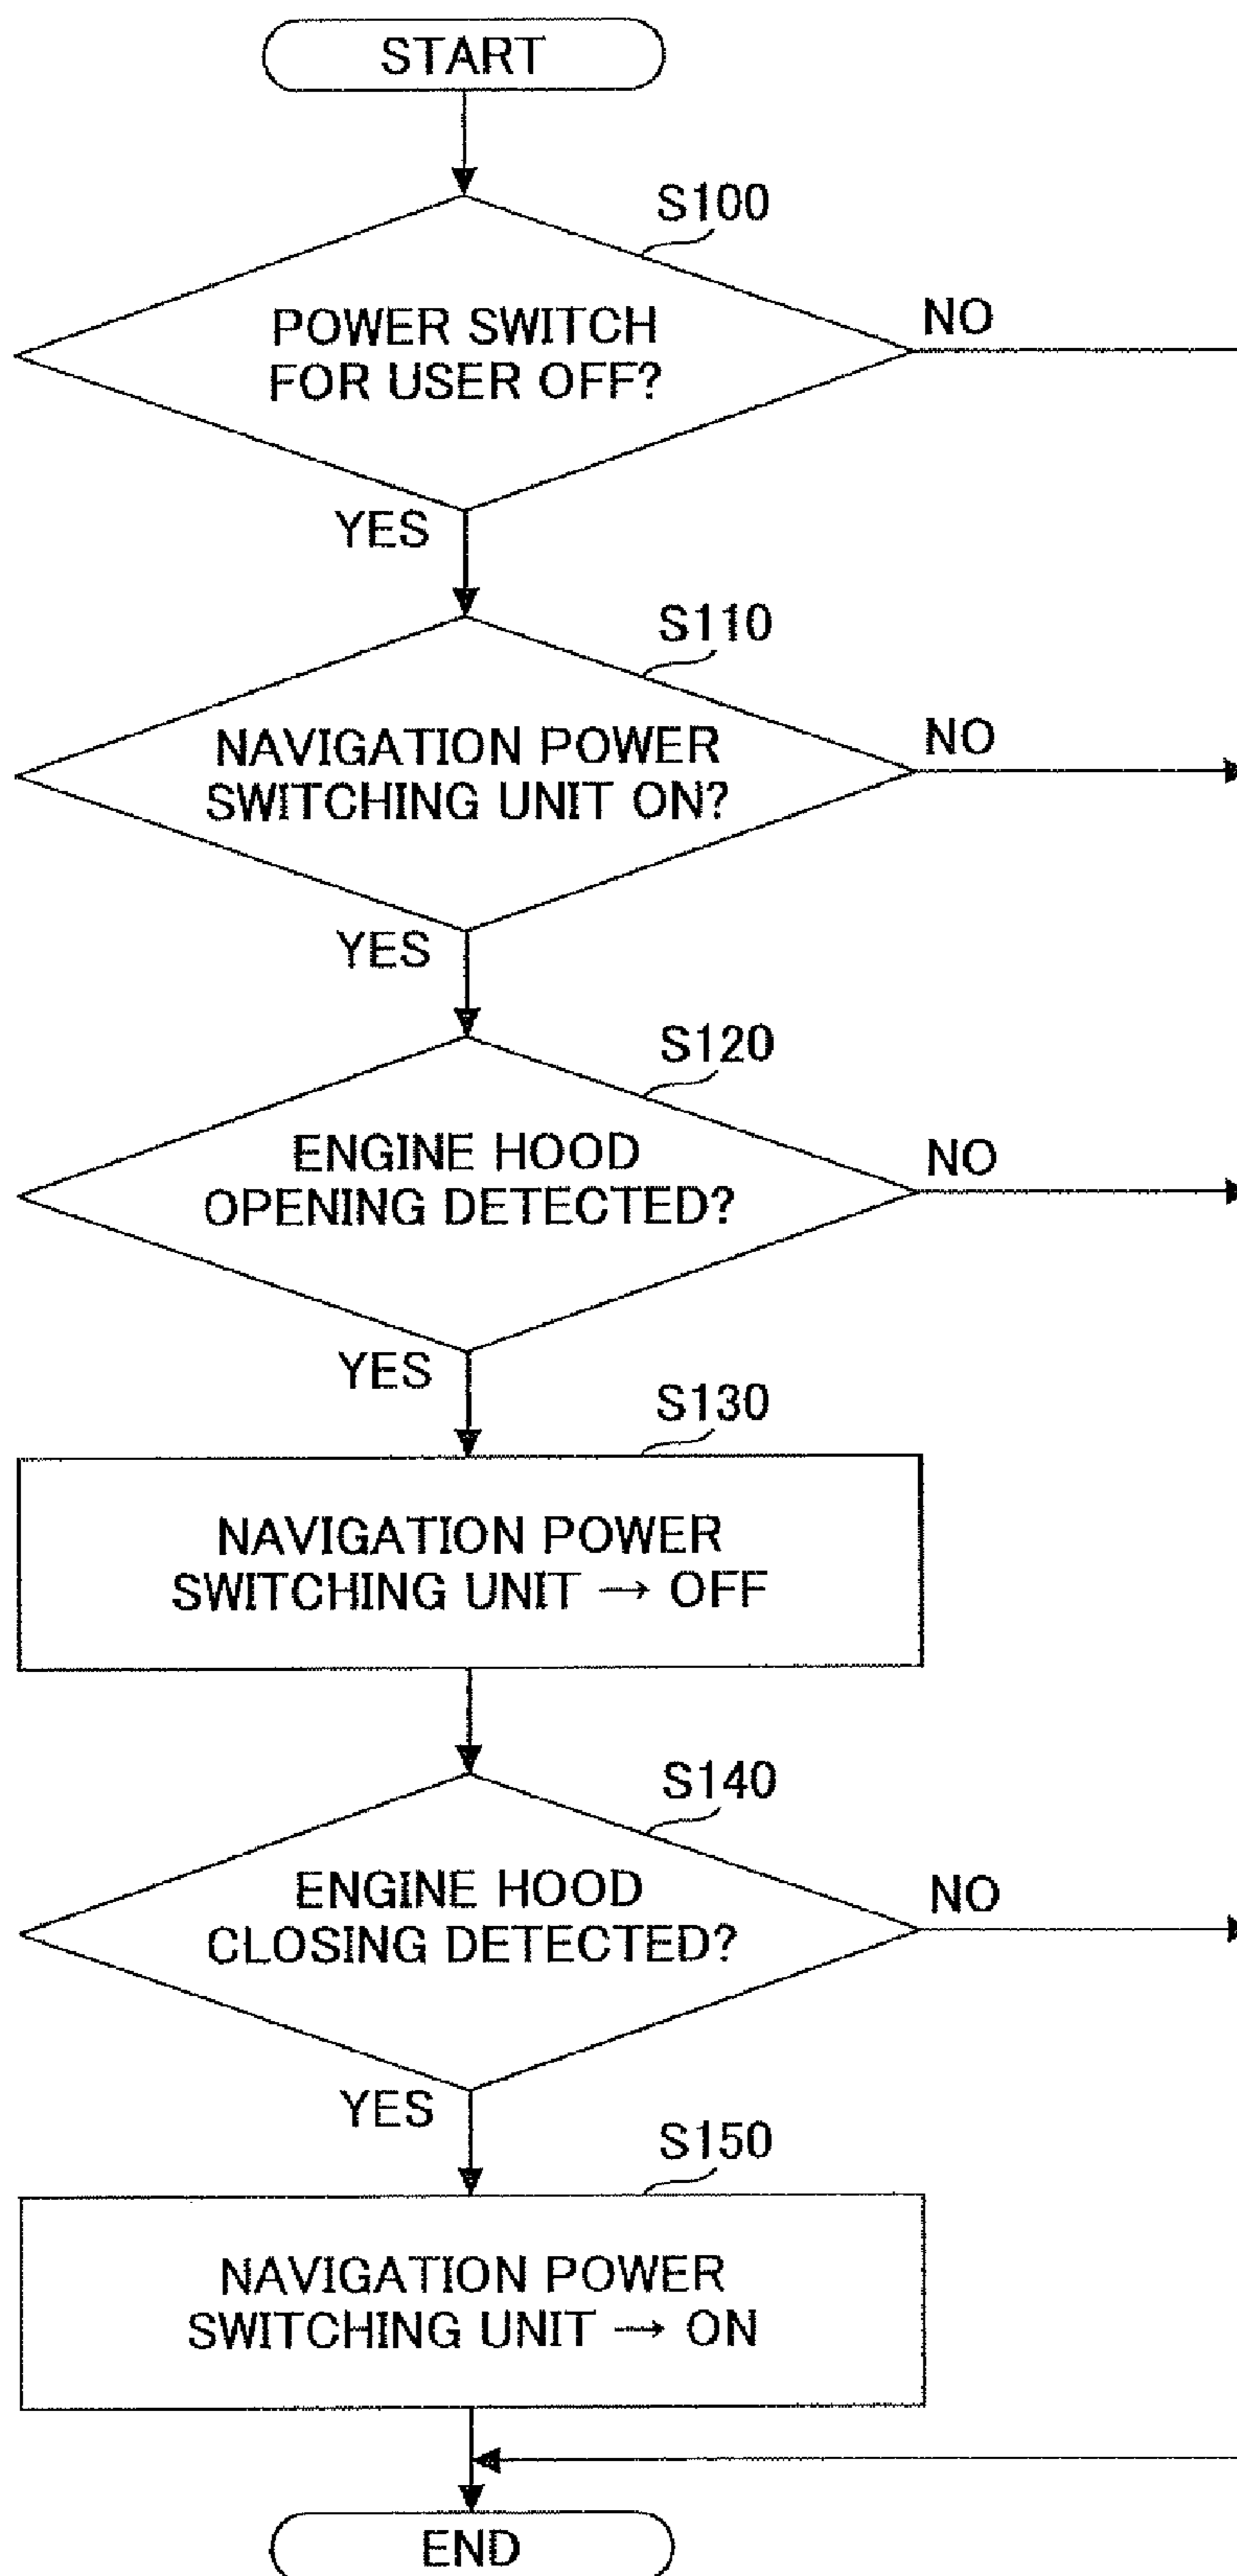 START
S100
POWER SWITCH
FOR USER OFF?
NO
YES
S110
NAVIGATION POWER
SWITCHING UNIT ON?
NO
YES
S120
ENGINE HOOD
OPENING DETECTED?
NO
YES
S130
NAVIGATION POWER
SWITCHING UNIT → OFF
S140
ENGINE HOOD
CLOSING DETECTED?
NO
YES
S150
NAVIGATION POWER
SWITCHING UNIT → ON
END